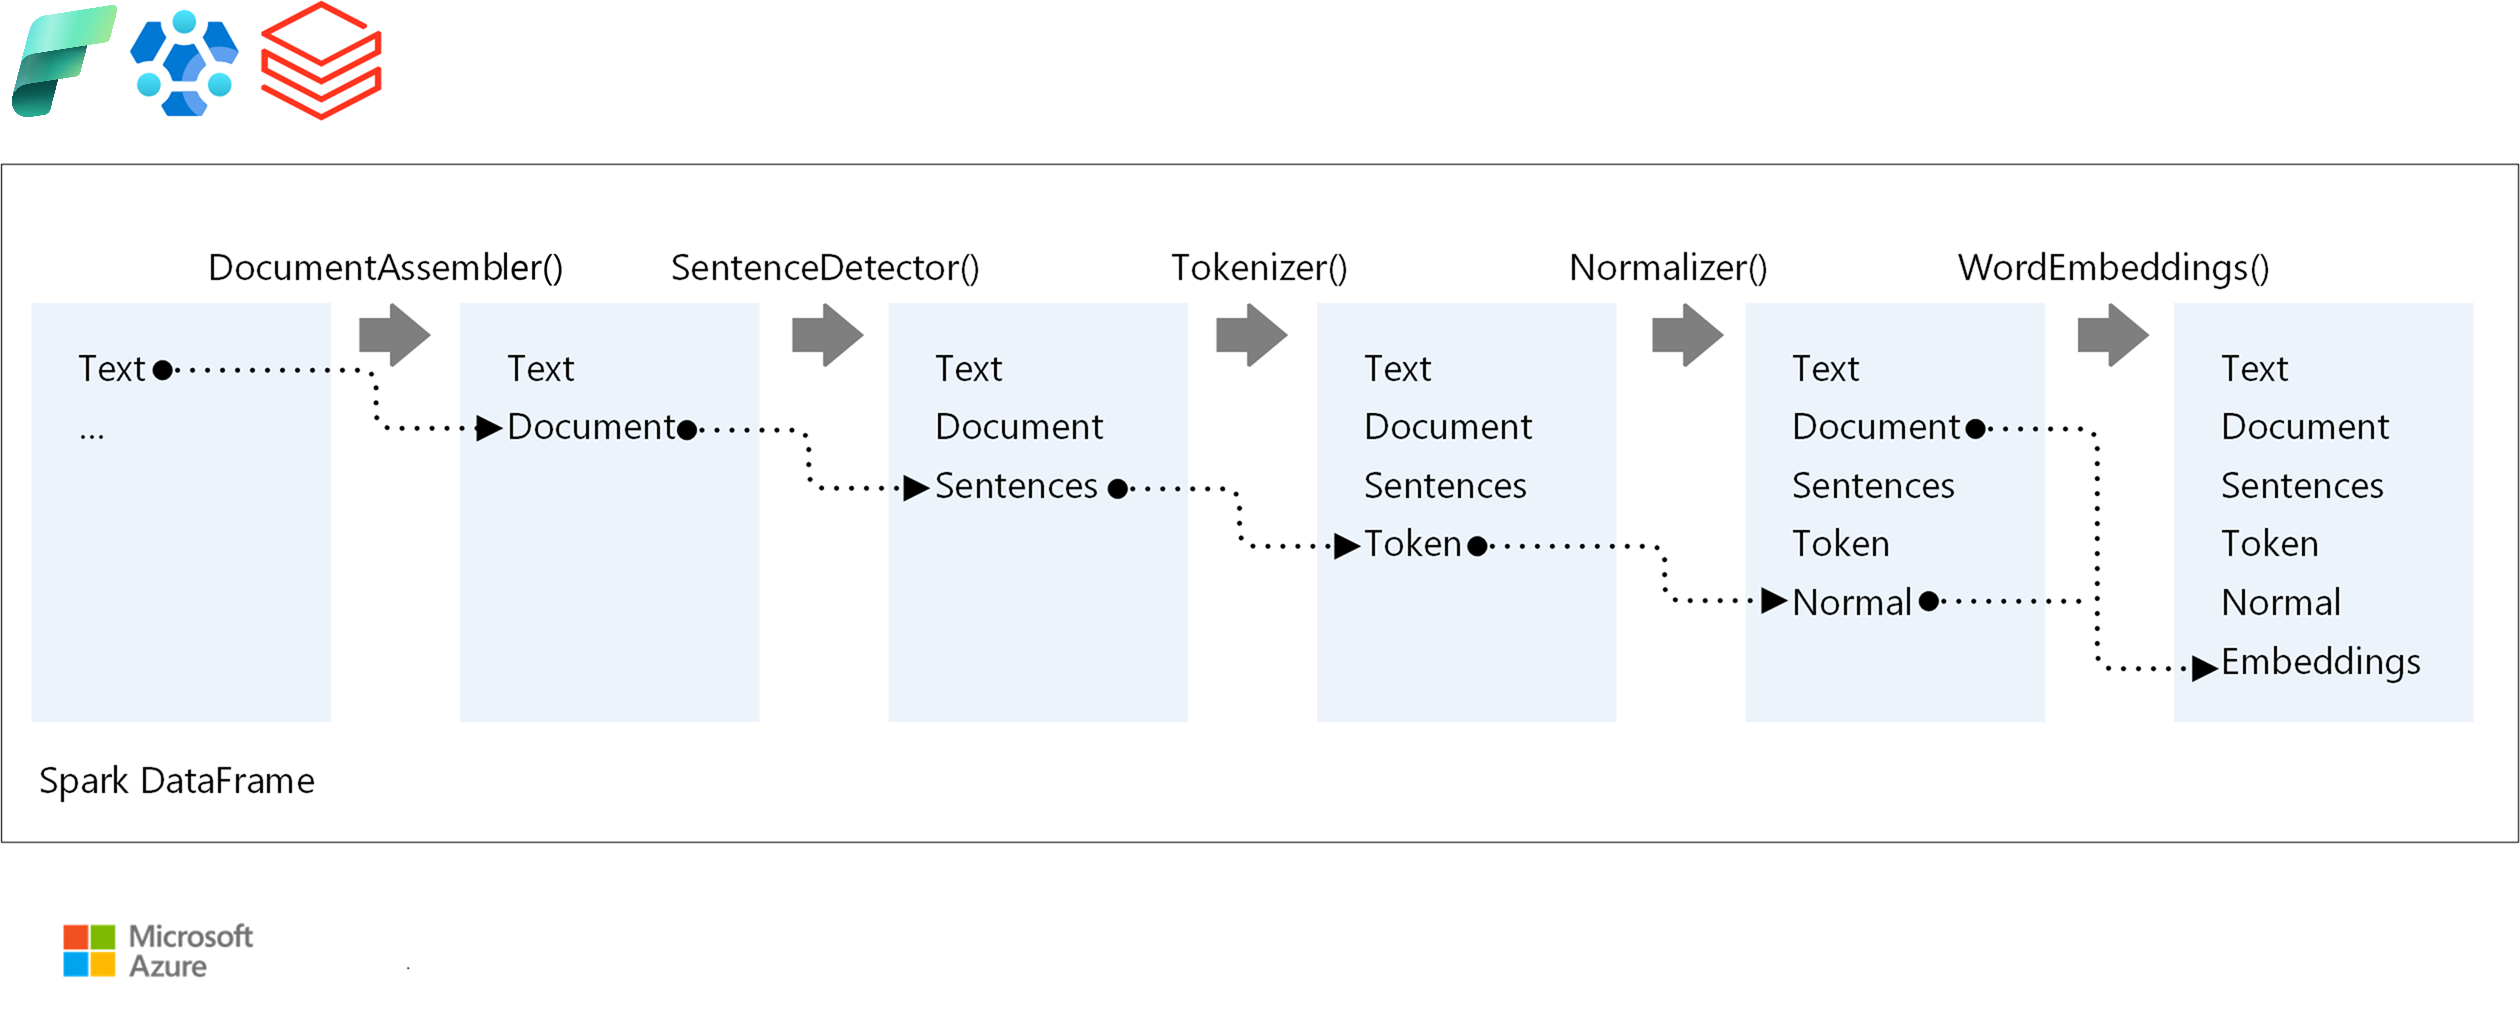 DocumentAssembler()
SentenceDetector()
Tokenizer()
Normalizer()
WordEmbeddings()
Text
...
Text
Document
Text
Document
Sentences
Text
Document
Sentences
Token
Text
Document
Sentences
Token
Normal
Text
Document
Sentences
Token
Normal
Embeddings
Spark DataFrame
Microsoft
Azure
.